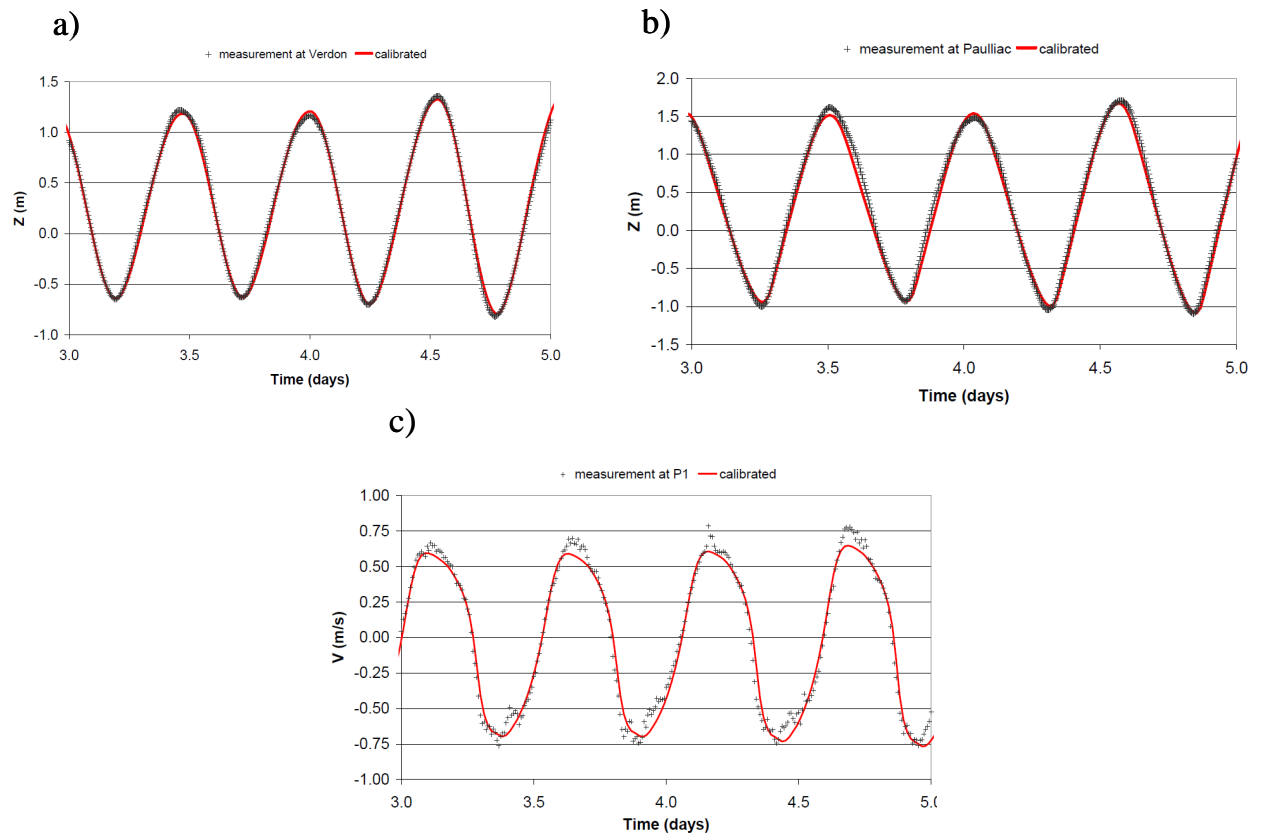 a)
measurement at Verdon calibrated
1.5
1.0
0.5
0.0
-0.5
-1.0
Z (m)
3.0 3.5 4.0 4.5 5.0
Time (days)
b)
measurement at Paulliac calibrated
2.0
1.5
1.0
0.5
0.0
-0.5
-1.0
-1.5
Z (m)
3.0 3.5 4.0 4.5 5.0
Time (days)
c)
measurement at P1 calibrated
1.00
0.75
0.50
0.25
0.00
-0.25
-0.50
-0.75
-1.00
V (m/s)
3.0 3.5 4.0 4.5 5.0
Time (days)